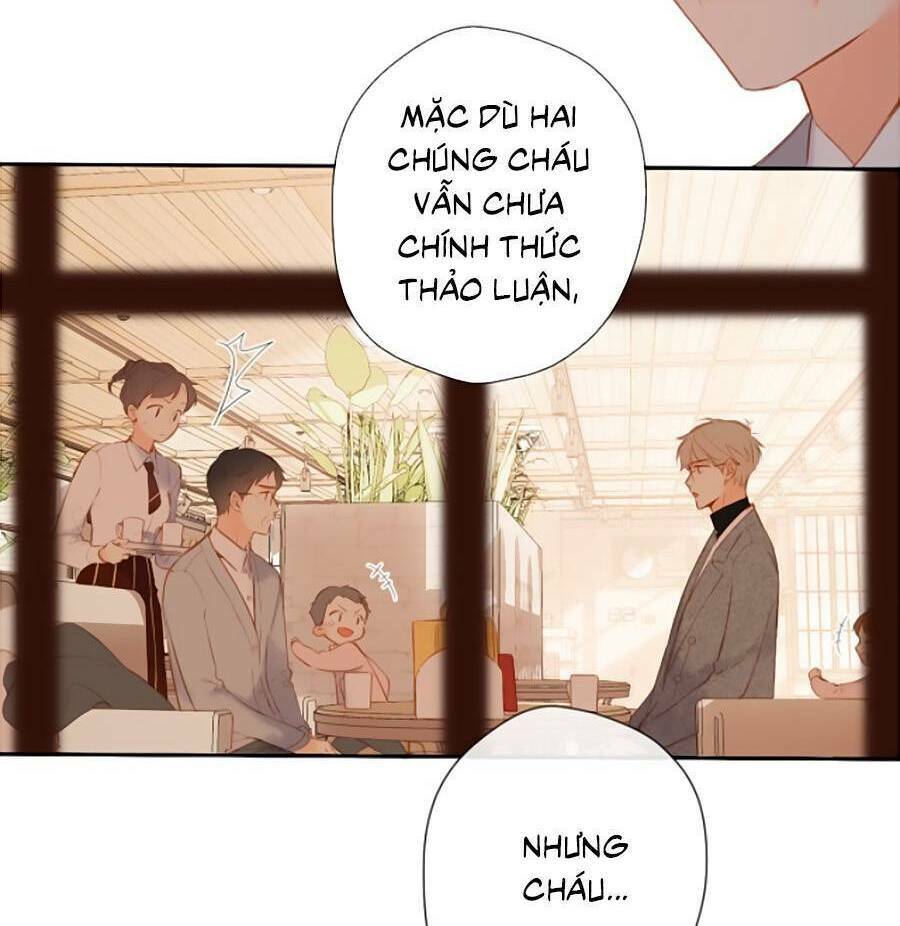 MẶC DÙ HAI
CHÚNG CHÁU
VẪN CHƯA
CHÍNH THỨC
THẢO LUẬN,
NHƯNG
CHÁU...